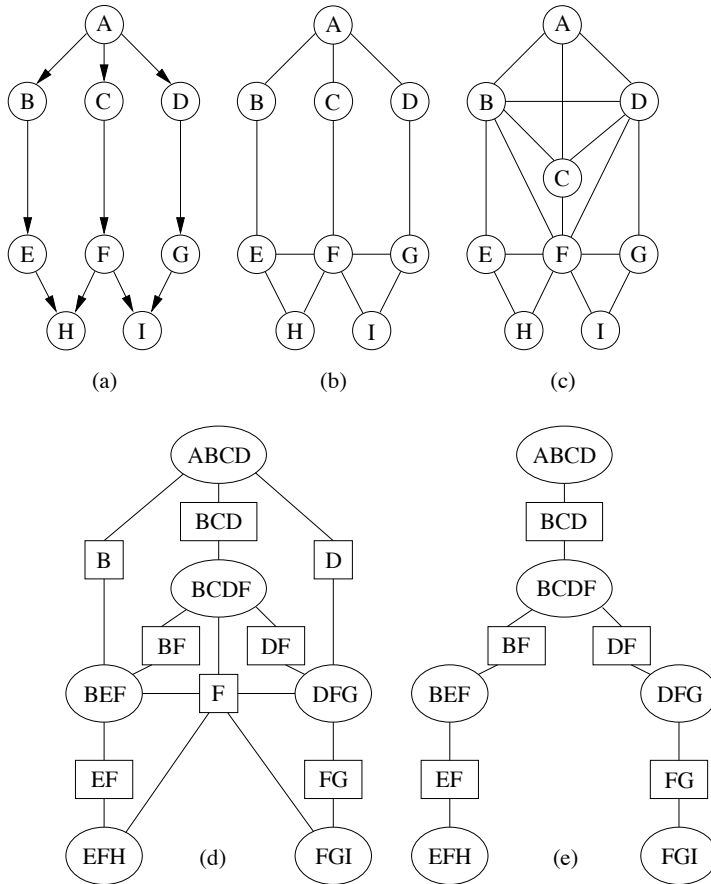 A A A
B C D B C D B D
C
E F G E F G E F G
H I H I H I
(a) (b) (c)
ABCD ABCD
BCD BCD
B D
BCDF BCDF
BF DF BF DF
BEF F DFG BEF DFG
EF FG EF FG
EFH (d) FGI EFH (e) FGI